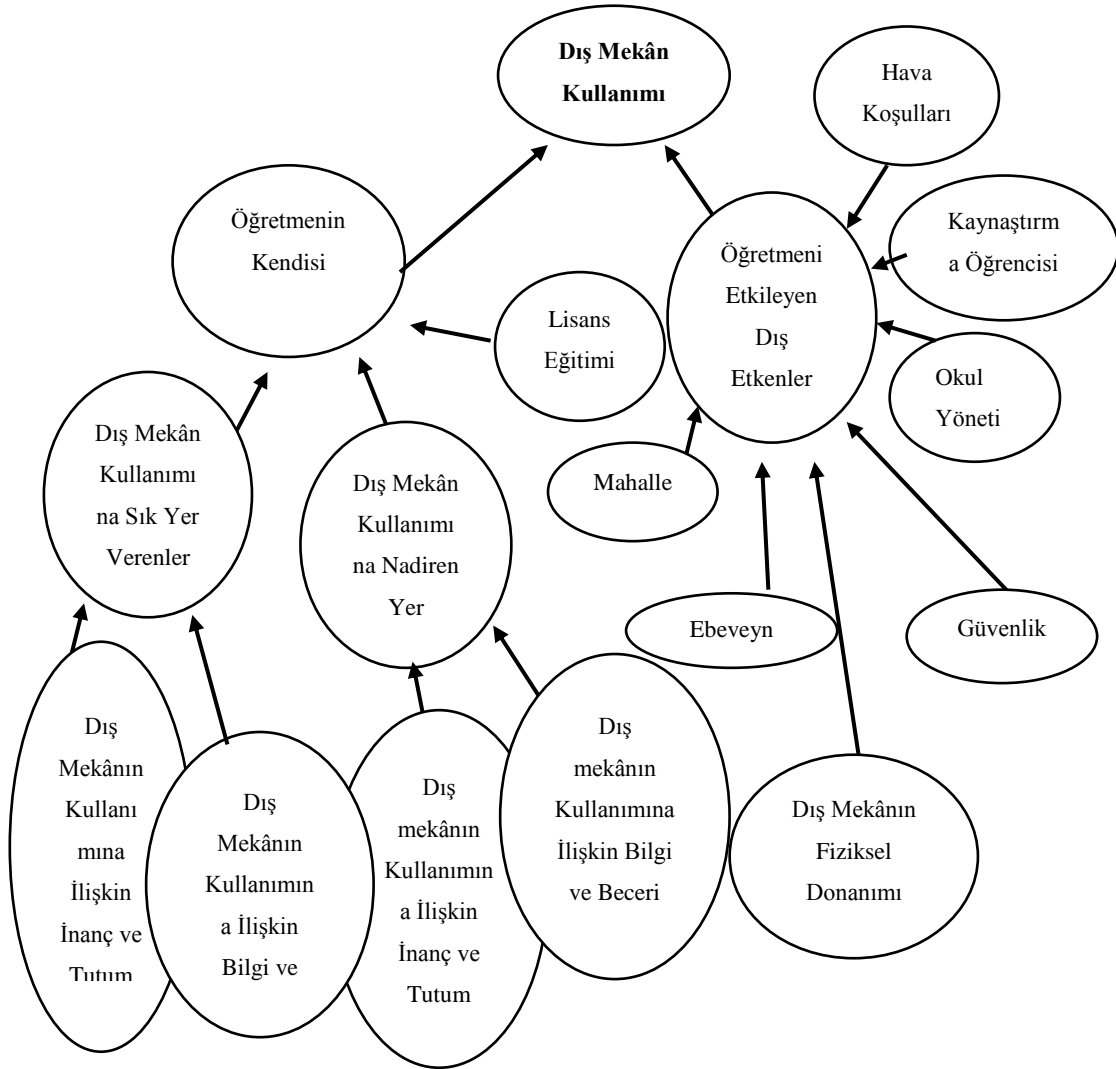 Dış Mekân
Kullanımı
Hava
Koşulları
Öğretmenin
Kendisi
Kaynaştırm
a Öğrencisi
Öğretmeni
Etkileyen
Dış
Etkenler
Lisans
Eğitimi
Okul
Yöneti
Dış Mekân
Kullanımı
na Sık Yer
Verenler
Dış Mekân
Kullanımı
na Nadiren
Yer
Mahalle
Ebeveyn
Güvenlik
Dış
Mekânın
Kullanı
mına
İlişkin
İnanç ve
Tutum
Dış
Mekânın
Kullanımın
a İlişkin
Bilgi ve
Dış
mekânın
Kullanımın
a İlişkin
İnanç ve
Tutum
Dış
mekânın
Kullanımına
İlişkin Bilgi
ve Beceri
Dış Mekânın
Fiziksel
Donanımı